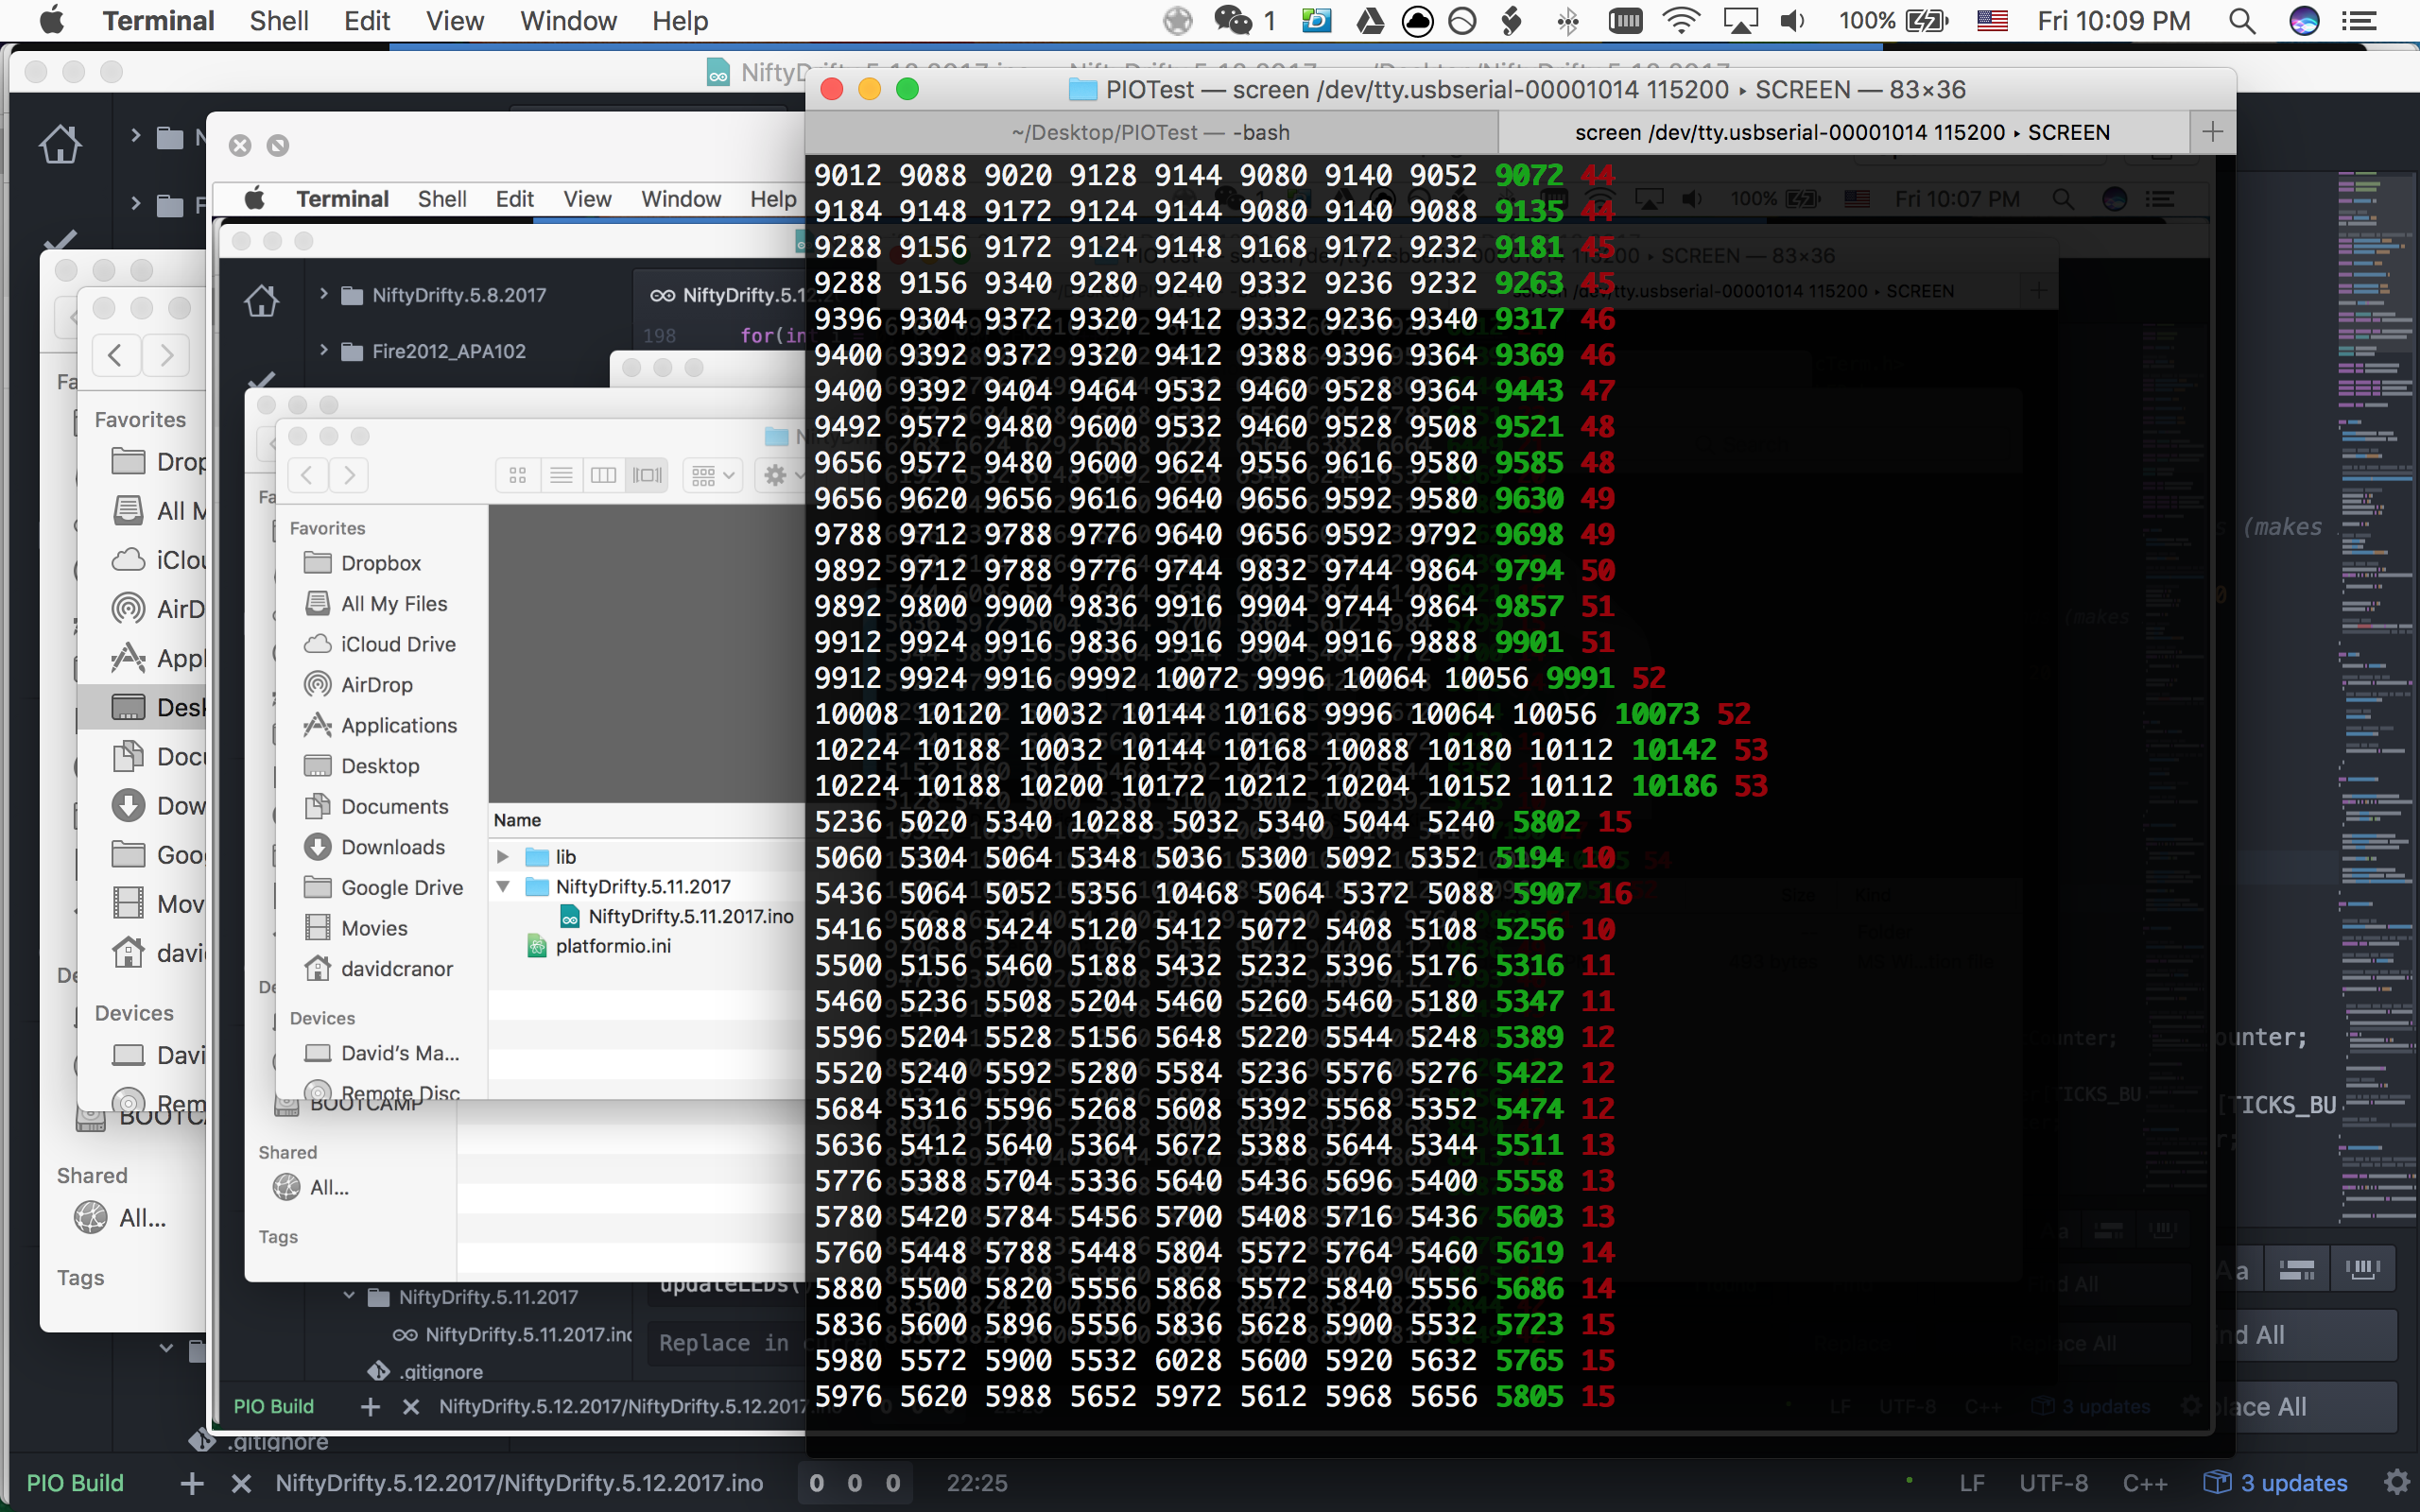 Terminal Shell Edit View Window Help 1 100% Fri 10:09 PM
PIOTest — screen /dev/tty.usbserial-00001014 115200 ▸ SCREEN — 83×36
~/Desktop/PIOTest — -bash
screen /dev/tty.usbserial-00001014 115200 ▸ SCREEN
9012 9088 9020 9128 9144 9080 9140 9052 9072 44
9184 9148 9172 9124 9144 9080 9140 9088 9135 44
9288 9156 9172 9124 9148 9168 9172 9232 9181 45
9288 9156 9340 9280 9240 9332 9236 9232 9263 45
9396 9304 9372 9320 9412 9332 9236 9340 9317 46
9400 9392 9372 9320 9412 9388 9396 9364 9369 46
9400 9392 9404 9464 9532 9460 9528 9364 9443 47
9492 9572 9480 9600 9532 9460 9528 9508 9521 48
9656 9572 9480 9600 9624 9556 9616 9580 9585 48
9656 9620 9656 9616 9640 9656 9592 9580 9630 49
9788 9712 9788 9776 9640 9656 9592 9792 9698 49
9892 9712 9788 9776 9744 9832 9744 9864 9794 50
9892 9800 9900 9836 9916 9904 9744 9864 9857 51
9912 9924 9916 9836 9916 9904 9916 9888 9901 51
9912 9924 9916 9992 10072 9996 10064 10056 9991 52
10008 10120 10032 10144 10168 9996 10064 10056 10073 52
10224 10188 10032 10144 10168 10088 10180 10112 10142 53
10224 10188 10200 10172 10212 10204 10152 10112 10186 53
5236 5020 5340 10288 5032 5340 5044 5240 5802 15
5060 5304 5064 5348 5036 5300 5092 5352 5194 10
5436 5064 5052 5356 10468 5064 5372 5088 5907 16
5416 5088 5424 5120 5412 5072 5408 5108 5256 10
5500 5156 5460 5188 5432 5232 5396 5176 5316 11
5460 5236 5508 5204 5460 5260 5460 5180 5347 11
5596 5204 5528 5156 5648 5220 5544 5248 5389 12
5520 5240 5592 5280 5584 5236 5576 5276 5422 12
5684 5316 5596 5268 5608 5392 5568 5352 5474 12
5636 5412 5640 5364 5672 5388 5644 5344 5511 13
5776 5388 5704 5336 5640 5436 5696 5400 5558 13
5780 5420 5784 5456 5700 5408 5716 5436 5603 13
5760 5448 5788 5448 5804 5572 5764 5460 5619 14
5880 5500 5820 5556 5868 5572 5840 5556 5686 14
5836 5600 5896 5556 5836 5628 5900 5532 5723 15
5980 5572 5900 5532 6028 5600 5920 5632 5765 15
5976 5620 5988 5652 5972 5612 5968 5656 5805 15
Terminal Shell Edit View Window Help 100% Fri 10:07 PM
SCREEN — 83×36
NiftyDrifty.5.8.2017
Fire2012_APA102
NiftyDrifty.5.12.2
198 for(int i =
Favorites
Dropbox
All My Files
iCloud Drive
AirDrop
Applications
Desktop
Documents
Downloads
Google Drive
Movies
davidcranor
Devices
David's Ma...
Remote Disc
BOOTCAMP
Shared
All...
Tags
Name
lib
NiftyDrifty.5.11.2017
NiftyDrifty.5.11.2017.ino
platformio.ini
NiftyDrifty.5.11.2017
NiftyDrifty.5.11.2017.inc
.gitignore
updateLEDs(
Replace in
PIO Build + × NiftyDrifty.5.12.2017/NiftyDrifty.5.12.2017
LF UTF-8 C++ 3 updates
Favorites
Drop
All M
iClou
AirD
Appl
Desk
Docu
Dow
Goo
Mov
davi
Devices
Davi
Rem
BOOTC
Shared
All...
Tags
(makes
ounter;
[TICKS_BU
Aa
nd All
place All
.gitignore
PIO Build + × NiftyDrifty.5.12.2017/NiftyDrifty.5.12.2017.ino 0 0 0 22:25 LF UTF-8 C++ 3 updates